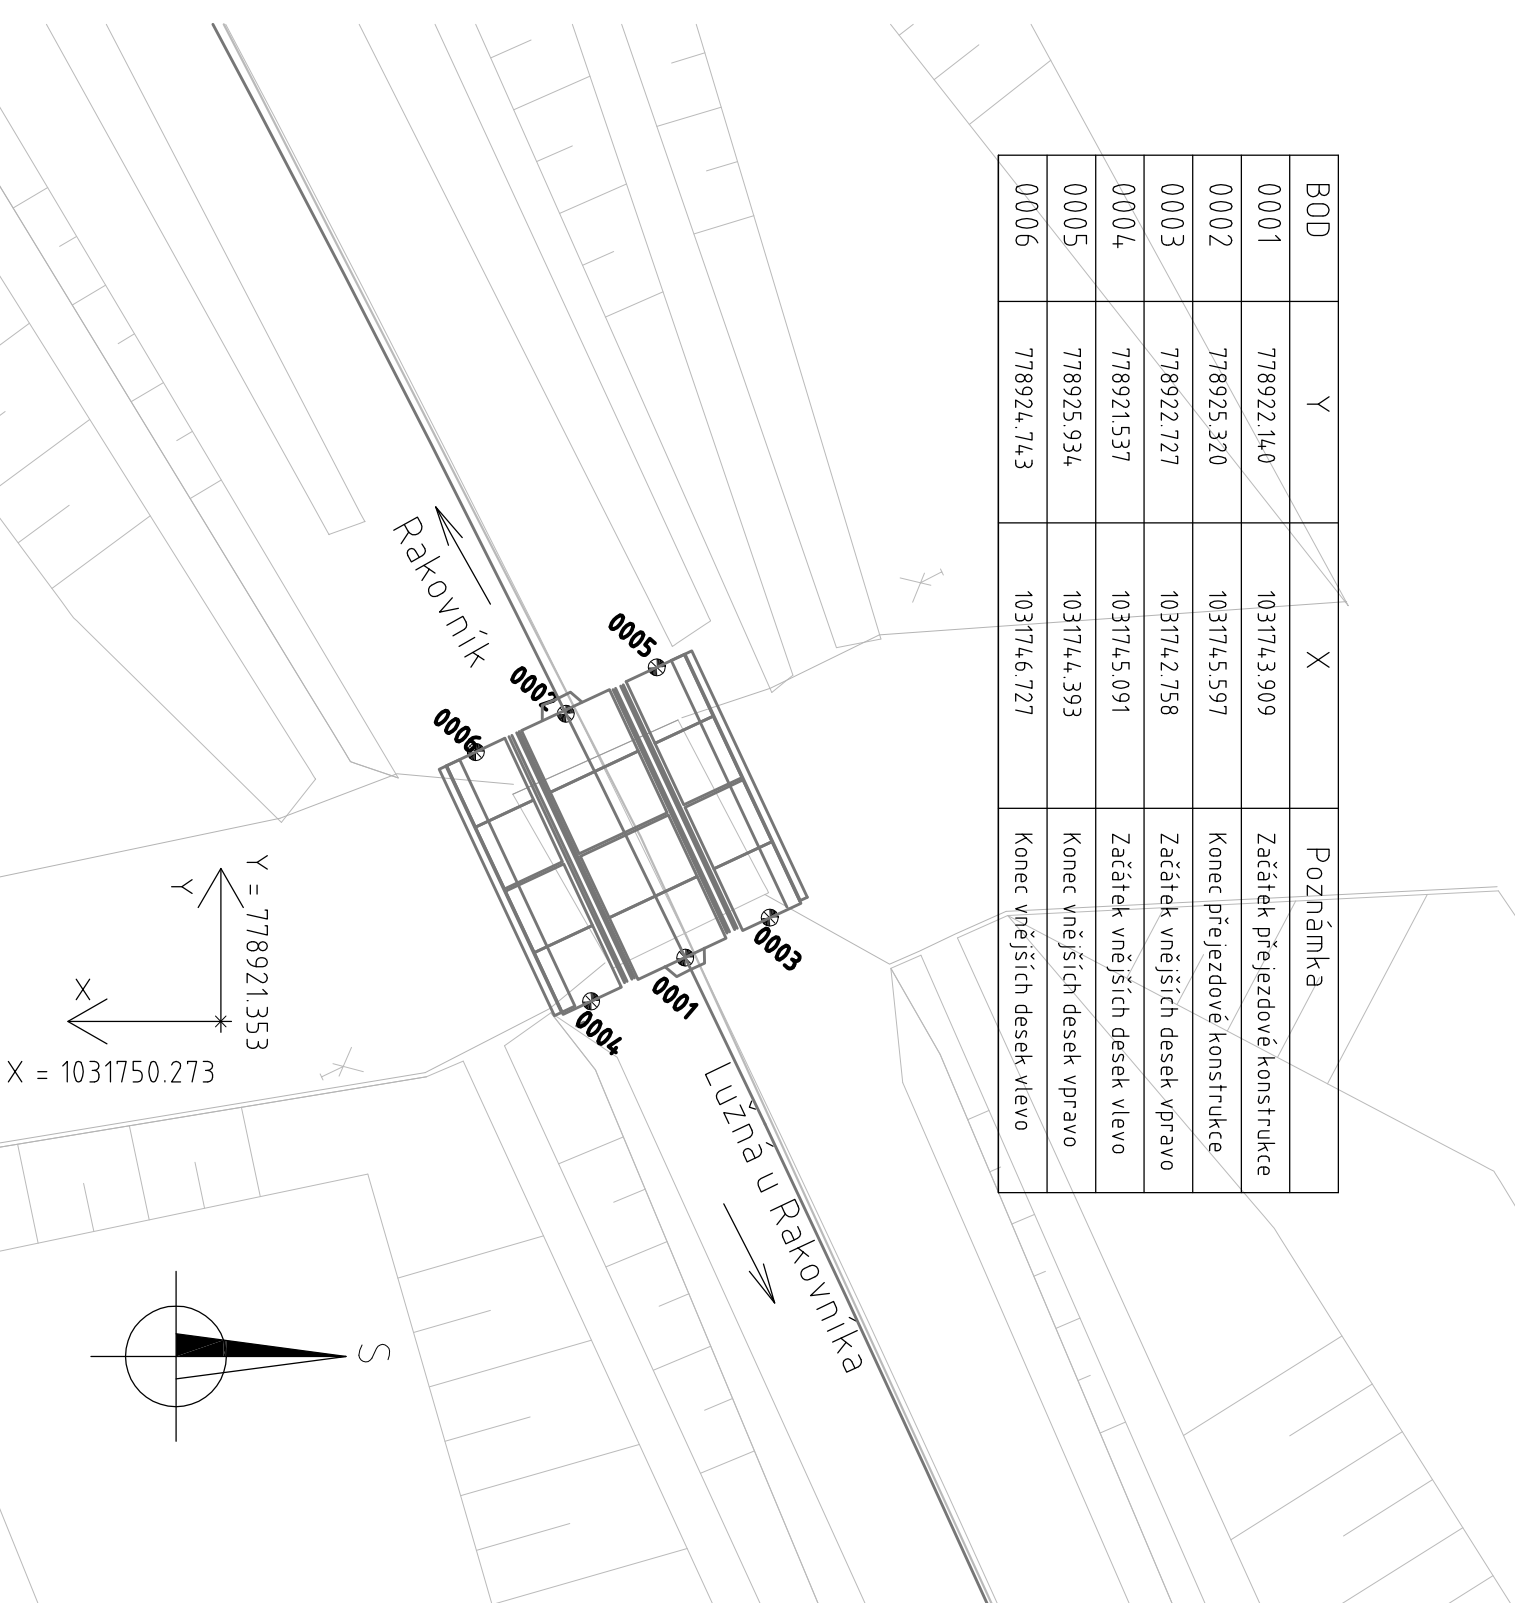 BOD Y X Poznámka
0001 778922.140 1031743.909 Začátek přejezdové konstrukce
0002 778925.320 1031745.597 Konec přejezdové konstrukce
0003 778922.727 1031742.758 Začátek vnějších desek vpravo
0004 778921.537 1031745.091 Začátek vnějších desek vlevo
0005 778925.934 1031744.393 Konec vnějších desek vpravo
0006 778924.743 1031746.727 Konec vnějších desek vlevo
Rakovník
0005
0002
0006
0003
0001
0004
Lužná u Rakovníka
Y = 778921.353
Y
X
X = 1031750.273
S